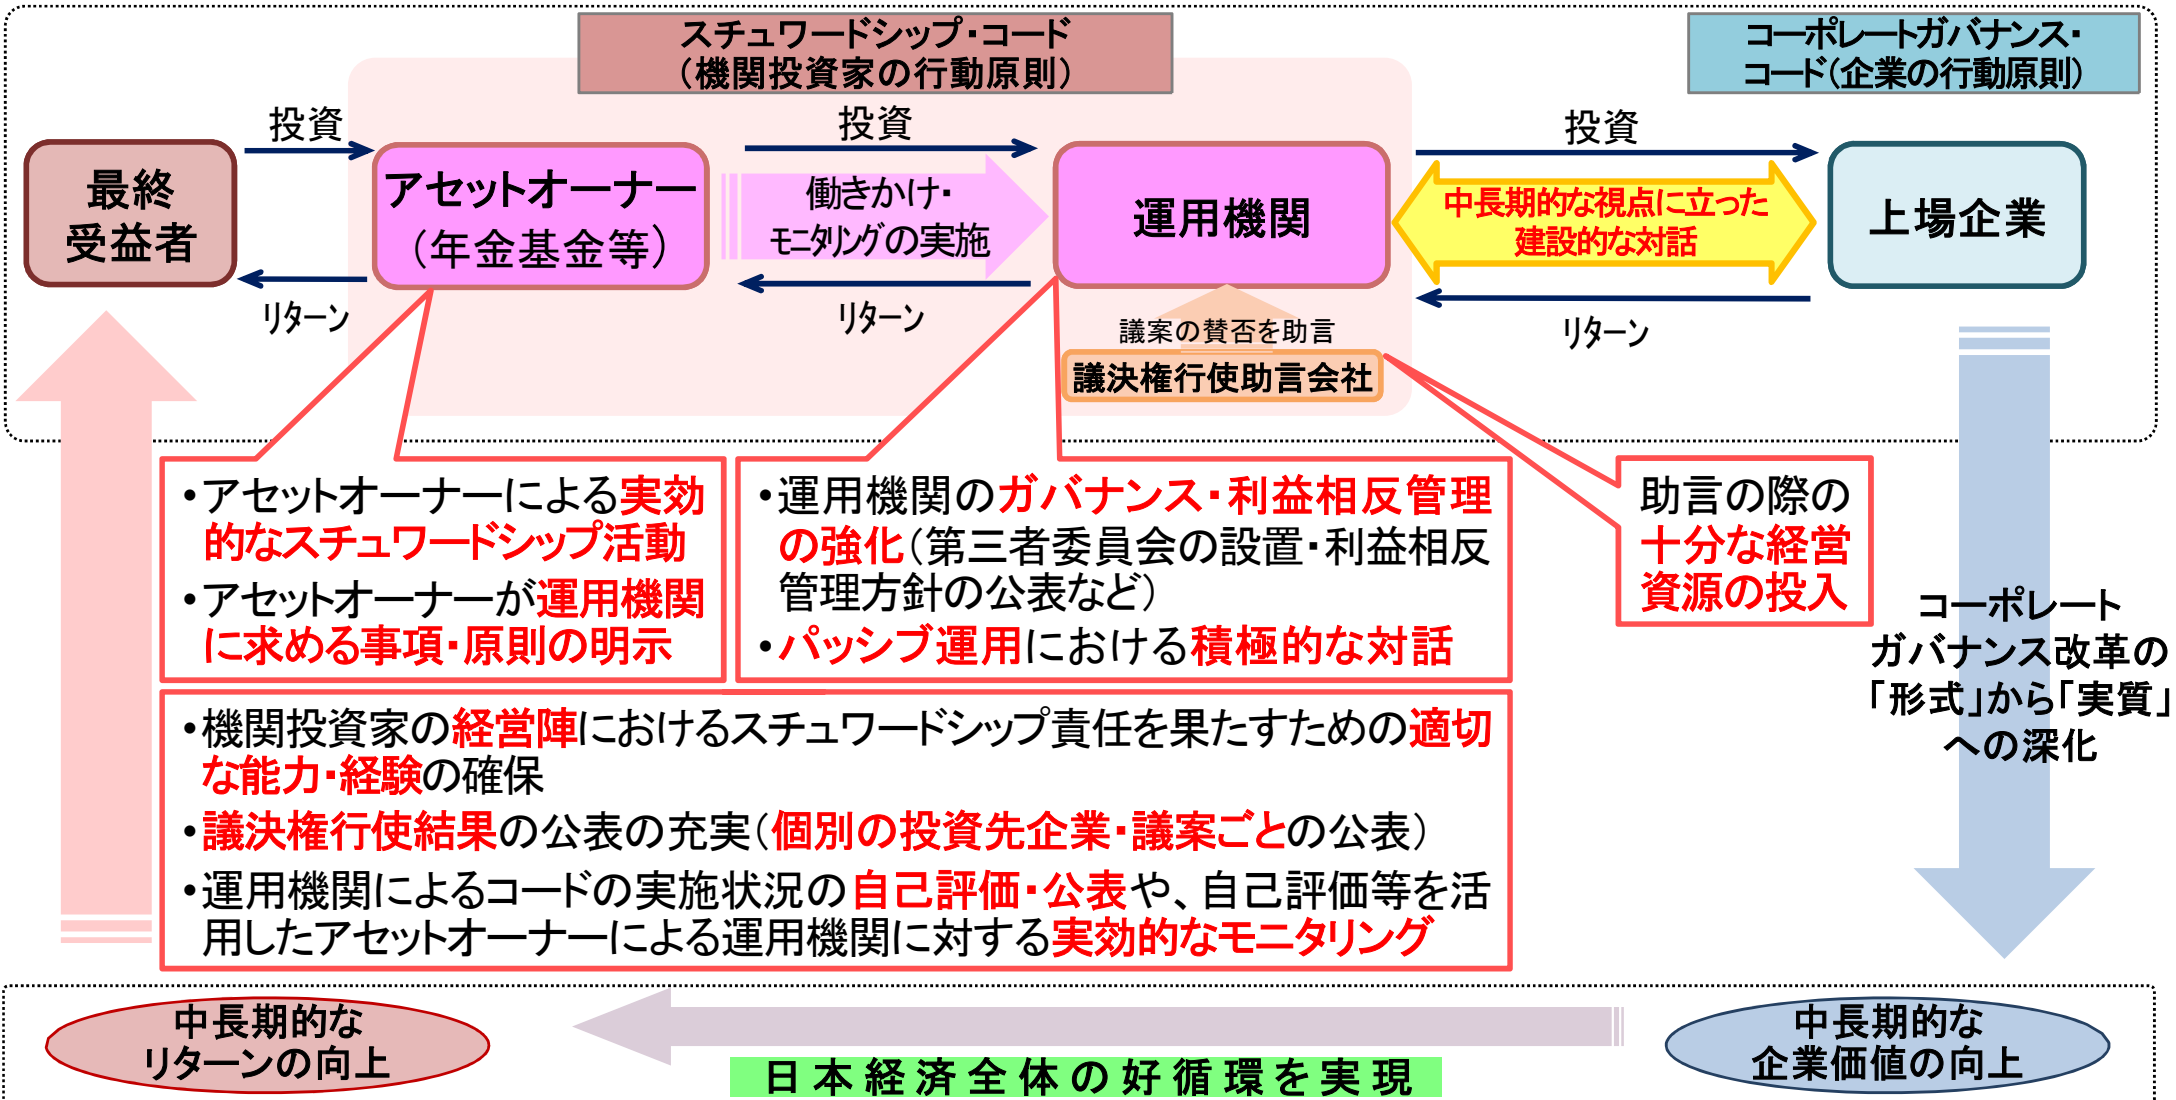 スチュワードシップ・コード
（機関投資家の行動原則）
コーポレートガバナンス・
コード（企業の行動原則）
投資
投資
投資
最終
受益者
アセットオーナー
（年金基金等）
働きかけ・
モニタリングの実施
運用機関
中長期的な視点に立った
建設的な対話
上場企業
リターン
リターン
リターン
議案の賛否を助言
議決権行使助言会社
・アセットオーナーによる実効
的なスチュワードシップ活動
・アセットオーナーが運用機関
に求める事項・原則の明示
・運用機関のガバナンス・利益相反管理
の強化（第三者委員会の設置・利益相反
管理方針の公表など）
・パッシブ運用における積極的な対話
助言の際の
十分な経営
資源の投入
コーポレート
ガバナンス改革の
「形式」から「実質」
への深化
・機関投資家の経営陣におけるスチュワードシップ責任を果たすための適切
な能力・経験の確保
・議決権行使結果の公表の充実（個別の投資先企業・議案ごとの公表）
・運用機関によるコードの実施状況の自己評価・公表や、自己評価等を活
用したアセットオーナーによる運用機関に対する実効的なモニタリング
中長期的な
リターンの向上
日本経済全体の好循環を実現
中長期的な
企業価値の向上